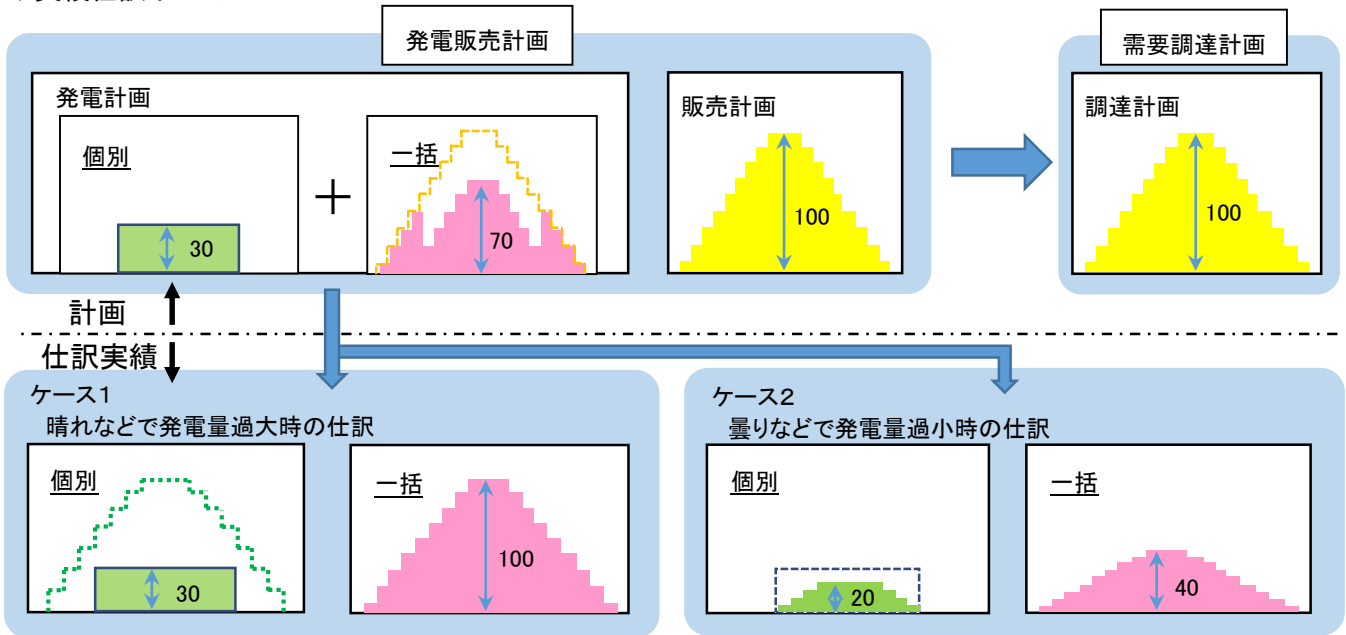 発電販売計画
需要調達計画
発電計画
個別
30
+
一括
70
販売計画
100
調達計画
100
計画
仕訳実績
ケース1
晴れなどで発電量過大時の仕訳
個別
30
一括
100
ケース2
曇りなどで発電量過小時の仕訳
個別
20
一括
40